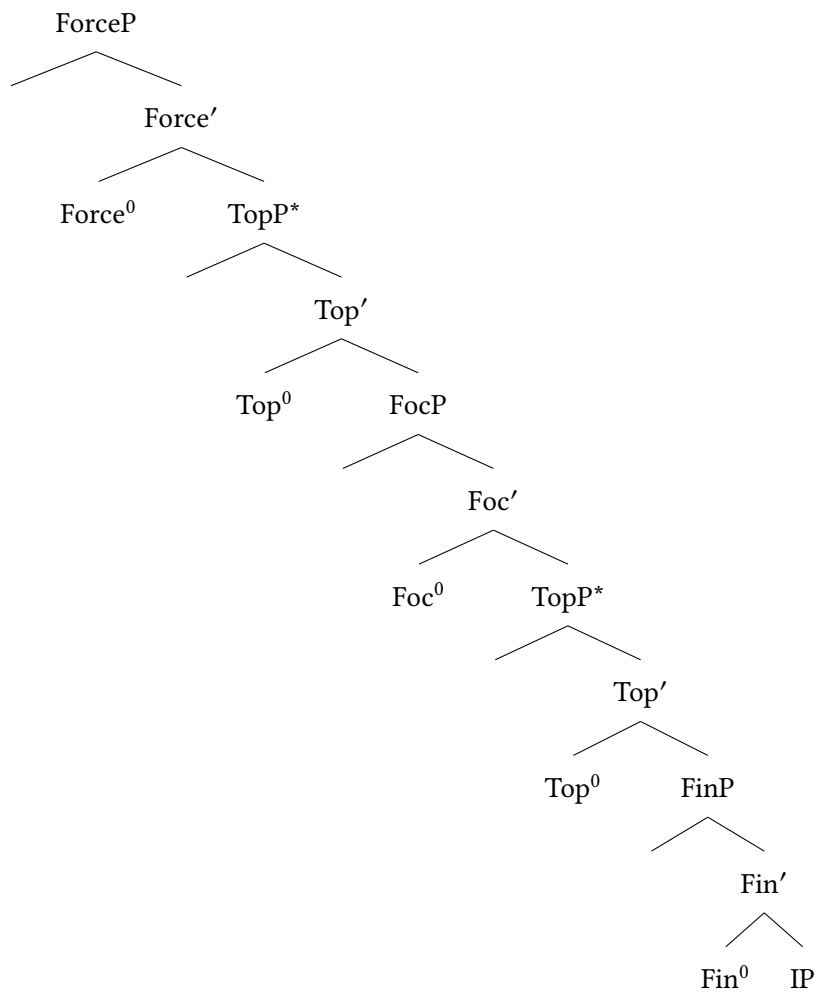 ForceP
Force′
Force⁰ TopP*
Top′
Top⁰ FocP
Foc′
Foc⁰ TopP*
Top′
Top⁰ FinP
Fin′
Fin⁰ IP